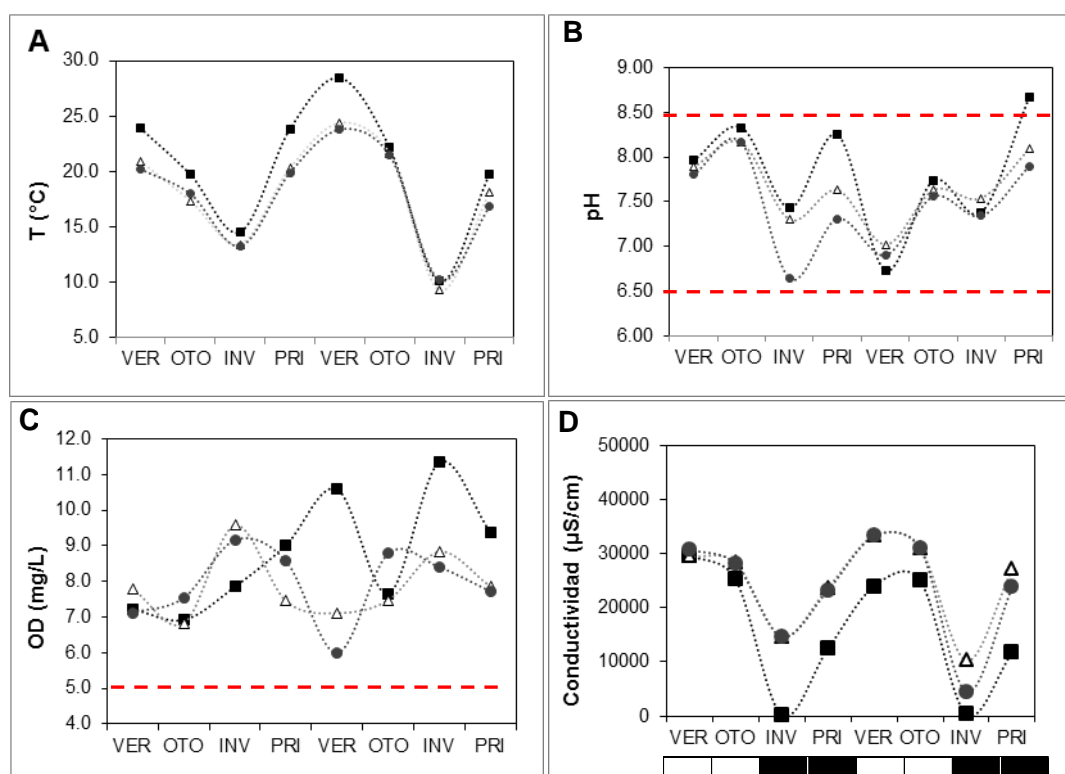 A
T (°C)
30.0
25.0
20.0
15.0
10.0
5.0
VER OTO INV PRI VER OTO INV PRI
B
pH
9.00
8.50
8.00
7.50
7.00
6.50
6.00
VER OTO INV PRI VER OTO INV PRI
C
OD (mg/L)
12.0
11.0
10.0
9.0
8.0
7.0
6.0
5.0
4.0
VER OTO INV PRI VER OTO INV PRI
D
Conductividad (µS/cm)
50000
40000
30000
20000
10000
0
VER OTO INV PRI VER OTO INV PRI